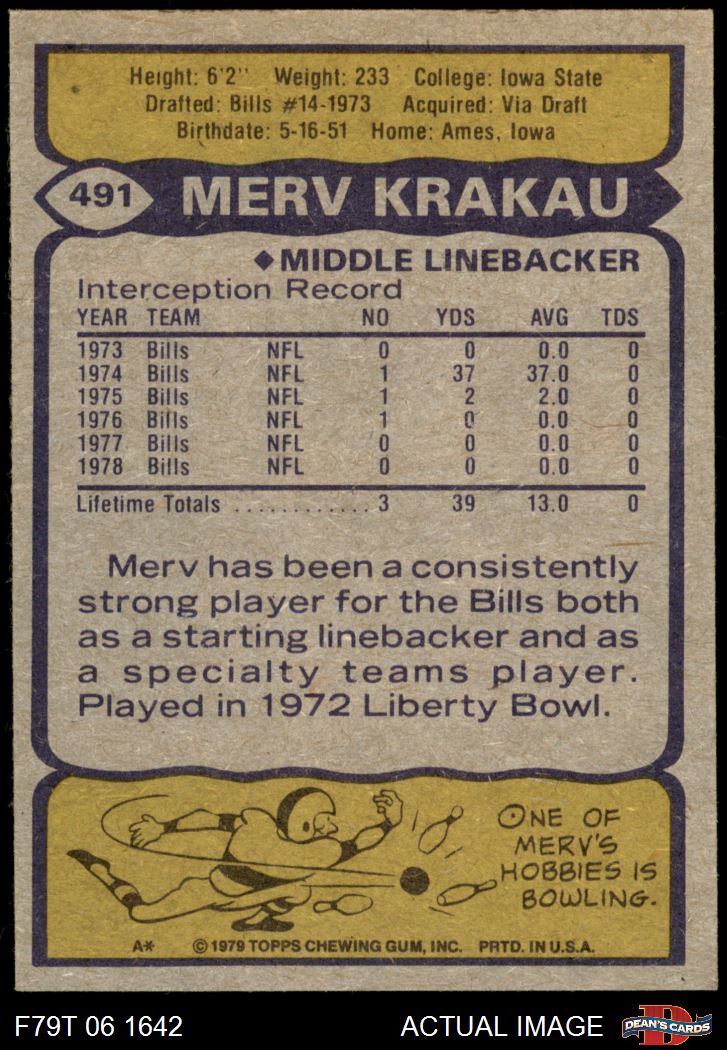 Height: 6'2" Weight: 233 College: Iowa State
Drafted: Bills #14-1973 Acquired: Via Draft
Birthdate: 5-16-51 Home: Ames, Iowa
491 MERV KRAKAU
◆MIDDLE LINEBACKER
Interception Record
YEAR TEAM NO YDS AVG TDS
1973 Bills NFL 0 0 0.0 0
1974 Bills NFL 1 37 37.0 0
1975 Bills NFL 1 2 2.0 0
1976 Bills NFL 1 0 0.0 0
1977 Bills NFL 0 0 0.0 0
1978 Bills NFL 0 0 0.0 0
Lifetime Totals ............ 3 39 13.0 0
Merv has been a consistently
strong player for the Bills both
as a starting linebacker and as
a specialty teams player.
Played in 1972 Liberty Bowl.
ONE OF
MERV'S
HOBBIES IS
BOWLING.
A* ©1979 TOPPS CHEWING GUM, INC. PRTD. IN U.S.A.
F79T 06 1642 ACTUAL IMAGE D DEAN'S CARDS